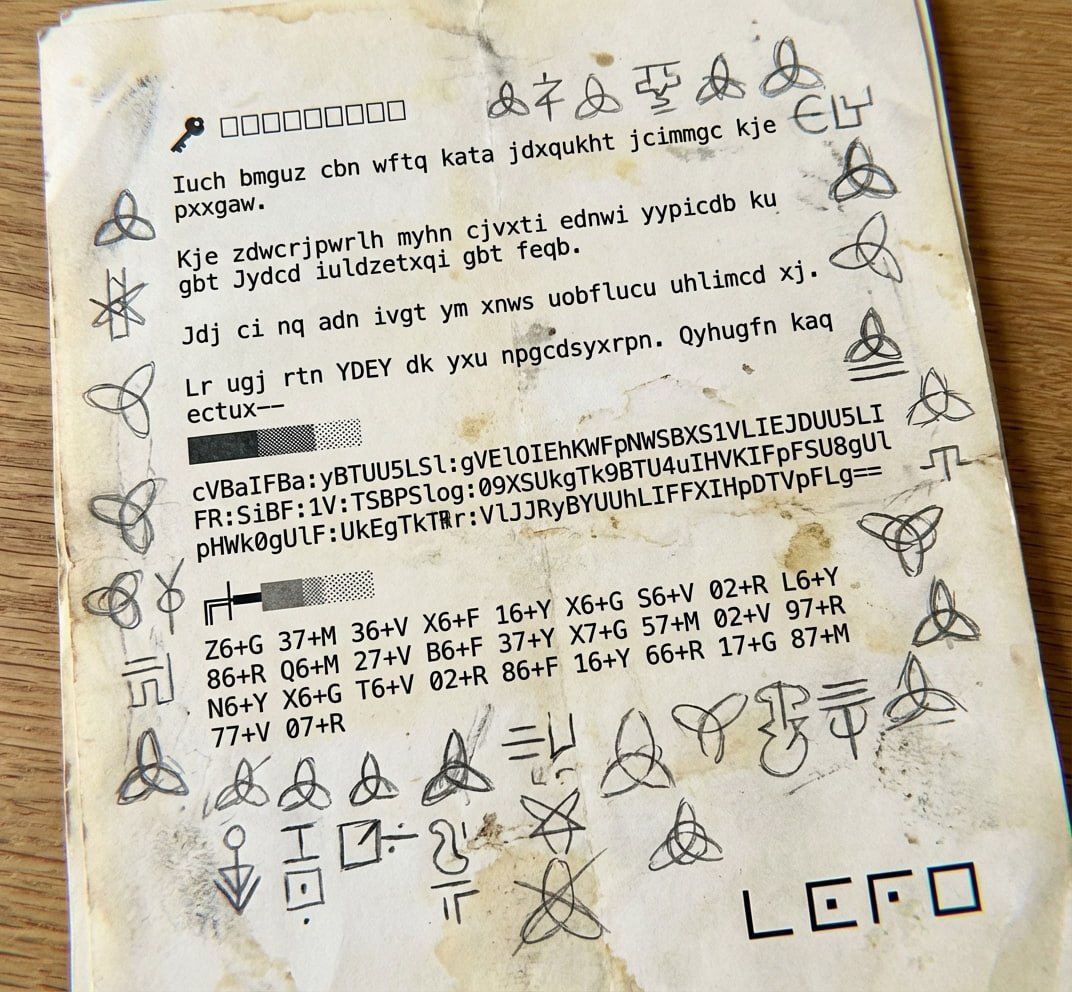 Iuch bmguz cbn wftq kata jdxqukht jcimmgc kje
pxxgaw.
Kje zdwcrjpwrlh myhn cjvxti ednwi yypicdb ku
gbt Jydcd iuldzetxqi gbt feqb.
Jdj ci nq adn ivgt ym xnws uobflucu uhlimcd xj.
Lr ugj rtn YDEY dk yxu npgcdsyxrpn. Qyhugfn kaq
ectux——
cVBaIFBa:yBTUU5LSl:gVElOIEhKWFpNWSBXS1VLIEJDUU5LI
FR:SiBF:1V:TSBPSlog:09XSUkgTk9BTU4uIHVKIFpFSU8gUl
pHWk0gUlF:UkEgTkT r:VlJJRyBYUUhLIFFXIHpDTVpFLg==
Z6+G 37+M 36+V X6+F 16+Y X6+G S6+V 02+R L6+Y
86+R Q6+M 27+V B6+F 37+Y X7+G 57+M 02+V 97+R
N6+Y X6+G T6+V 02+R 86+F 16+Y 66+R 17+G 87+M
77+V 07+R